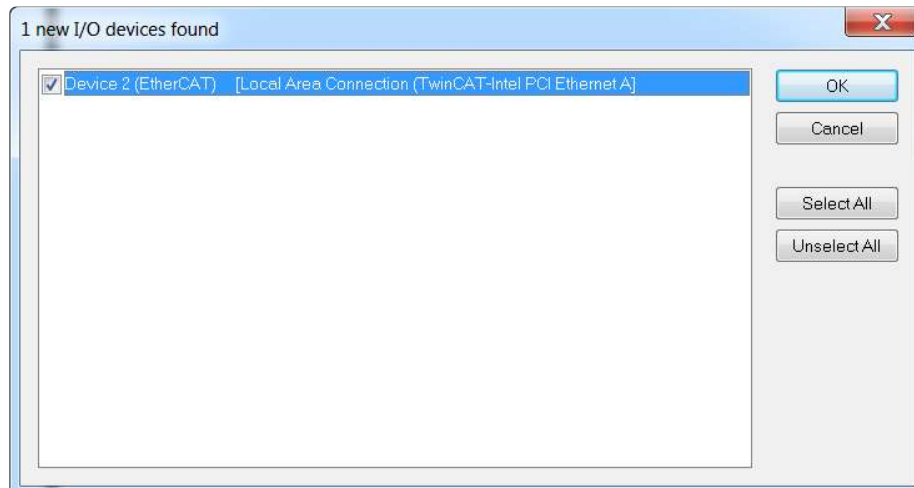 1 new I/O devices found
Device 2 (EtherCAT) [Local Area Connection (TwinCAT-Intel PCI Ethernet A]
OK
Cancel
Select All
Unselect All